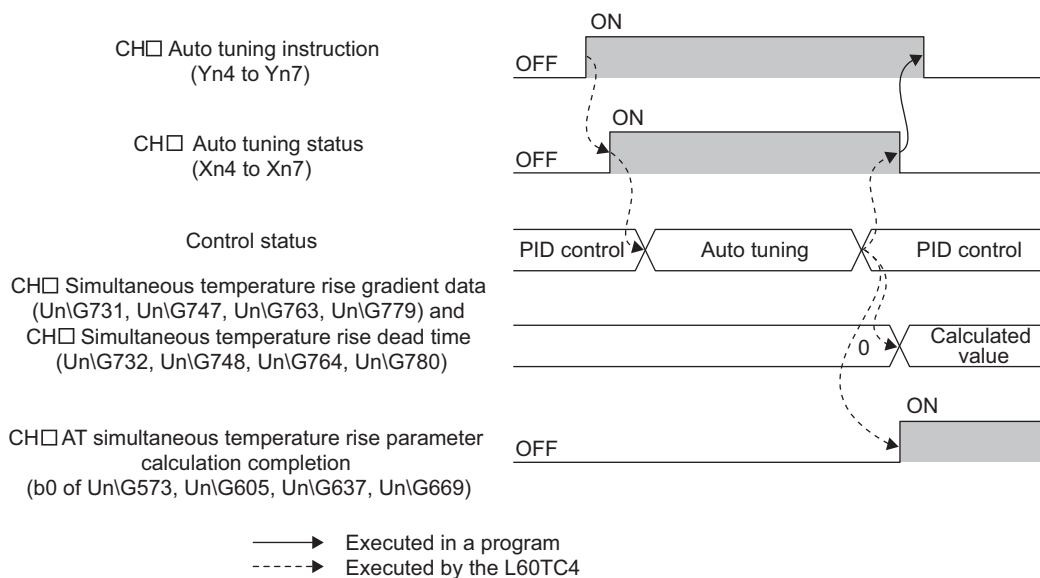 ON
CH□ Auto tuning instruction
(Yn4 to Yn7)
OFF
ON
CH□ Auto tuning status
(Xn4 to Xn7)
OFF
Control status
PID control
Auto tuning
PID control
CH□ Simultaneous temperature rise gradient data
(Un\G731, Un\G747, Un\G763, Un\G779) and
CH□ Simultaneous temperature rise dead time
(Un\G732, Un\G748, Un\G764, Un\G780)
0
Calculated
value
ON
CH□ AT simultaneous temperature rise parameter
calculation completion
(b0 of Un\G573, Un\G605, Un\G637, Un\G669)
OFF
Executed in a program
Executed by the L60TC4